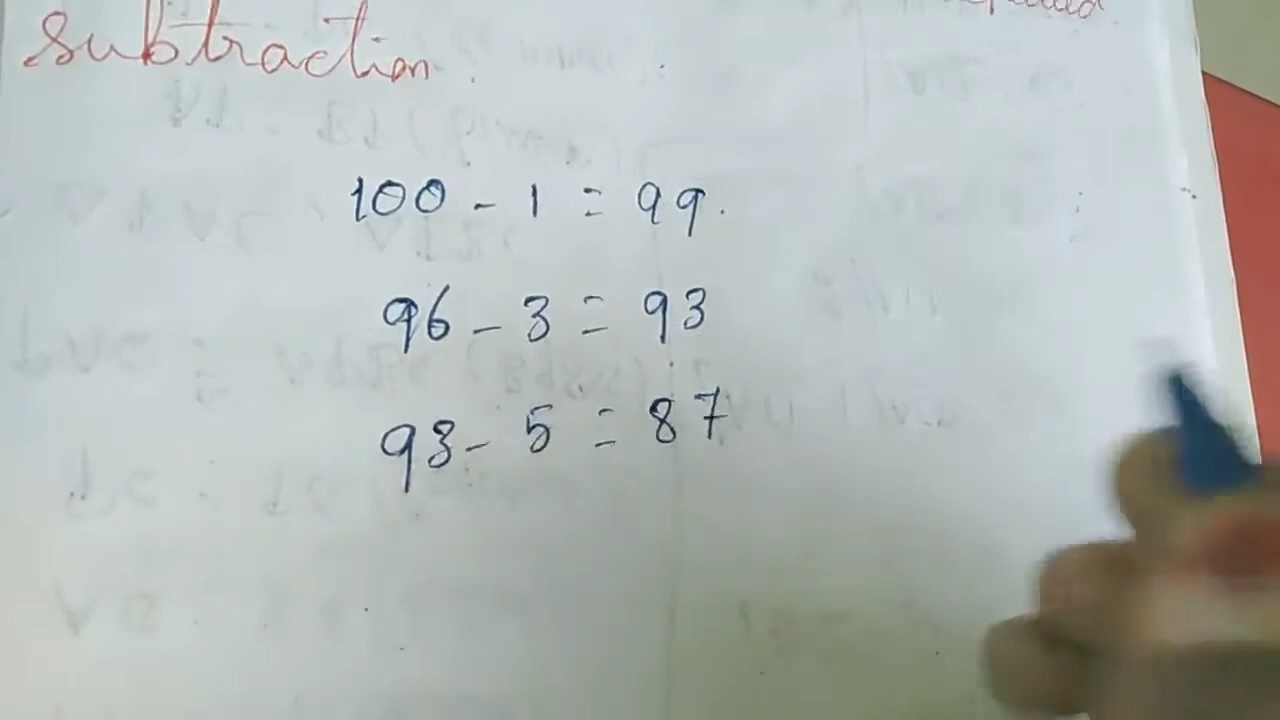 subtraction.
100 - 1 = 99.
96 - 3 = 93
93 - 5 = 87